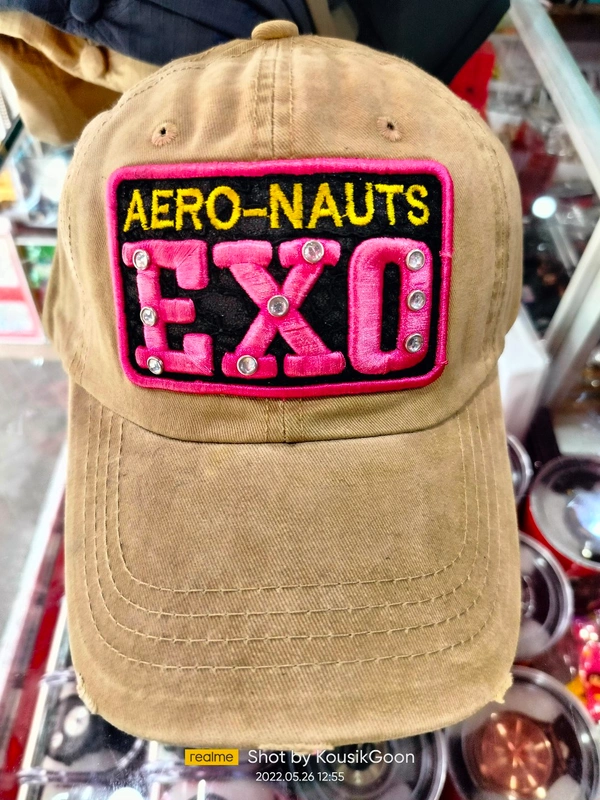 AERO-NAUTS
EXO
realme Shot by KousikGoon
2022.05.26 12:55